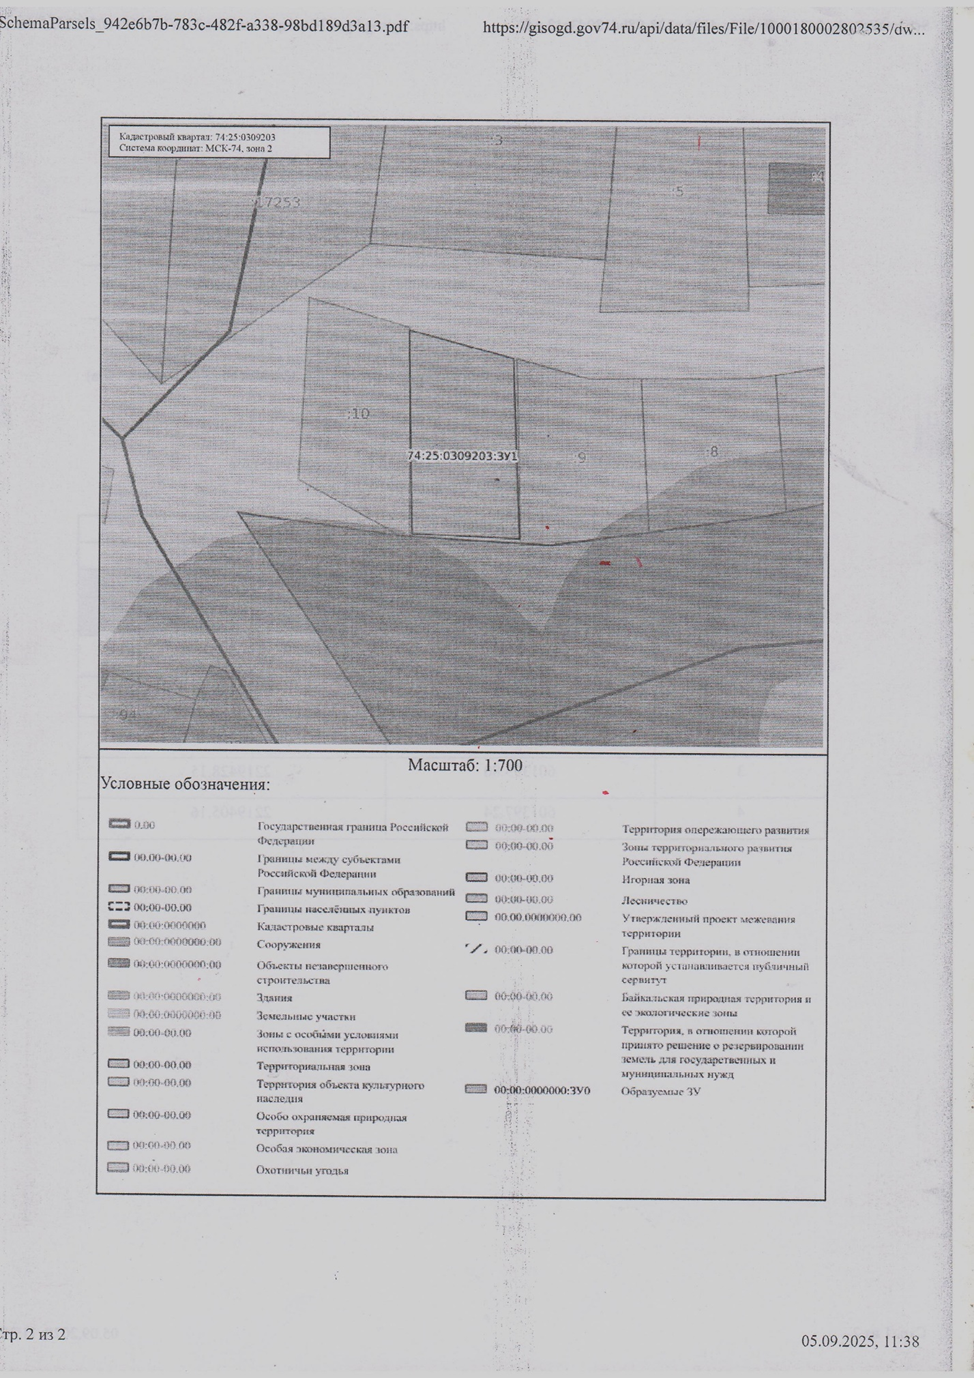 SchemaParsels_942e6b7b-783c-482f-a338-98bd189d3a13.pdf
https://gisogd.gov74.ru/api/data/files/File/1000180002802535/dw...
Кадастровый квартал: 74:25:0309203
Система координат: МСК-74, зона 2
:3
:5
:17253
:10
74:25:0309203:ЗУ1
:9
:8
Масштаб: 1:700
Условные обозначения:
0.00
Государственная граница Российской
Федерации
00.00-00.00
Границы между субъектами
Российской Федерации
00:00-00.00
Границы муниципальных образований
00:00-00.00
Границы населённых пунктов
00:00:0000000
Кадастровые кварталы
00:00:0000000:00
Сооружения
00:00:0000000:00
Объекты незавершенного
строительства
00:00:0000000:00
Здания
00:00:0000000:00
Земельные участки
00:00-00.00
Зоны с особыми условиями
использования территории
00:00-00.00
Территориальная зона
00:00-00.00
Территория объекта культурного
наследия
00:00-00.00
Особо охраняемая природная
территория
00:00-00.00
Особая экономическая зона
00:00-00.00
Охотничьи угодья
00:00-00.00
Территория опережающего развития
00:00-00.00
Зоны территориального развития
Российской Федерации
00:00-00.00
Игорная зона
00:00-00.00
Лесничество
00.00.0000000.00
Утвержденный проект межевания
территории
00:00-00.00
Границы территории, в отношении
которой устанавливается публичный
сервитут
00:00-00.00
Байкальская природная территория и
ее экологические зоны
00:00-00.00
Территория, в отношении которой
принято решение о резервировании
земель для государственных и
муниципальных нужд
00:00:0000000:ЗУ0
Образуемые ЗУ
тр. 2 из 2
05.09.2025, 11:38